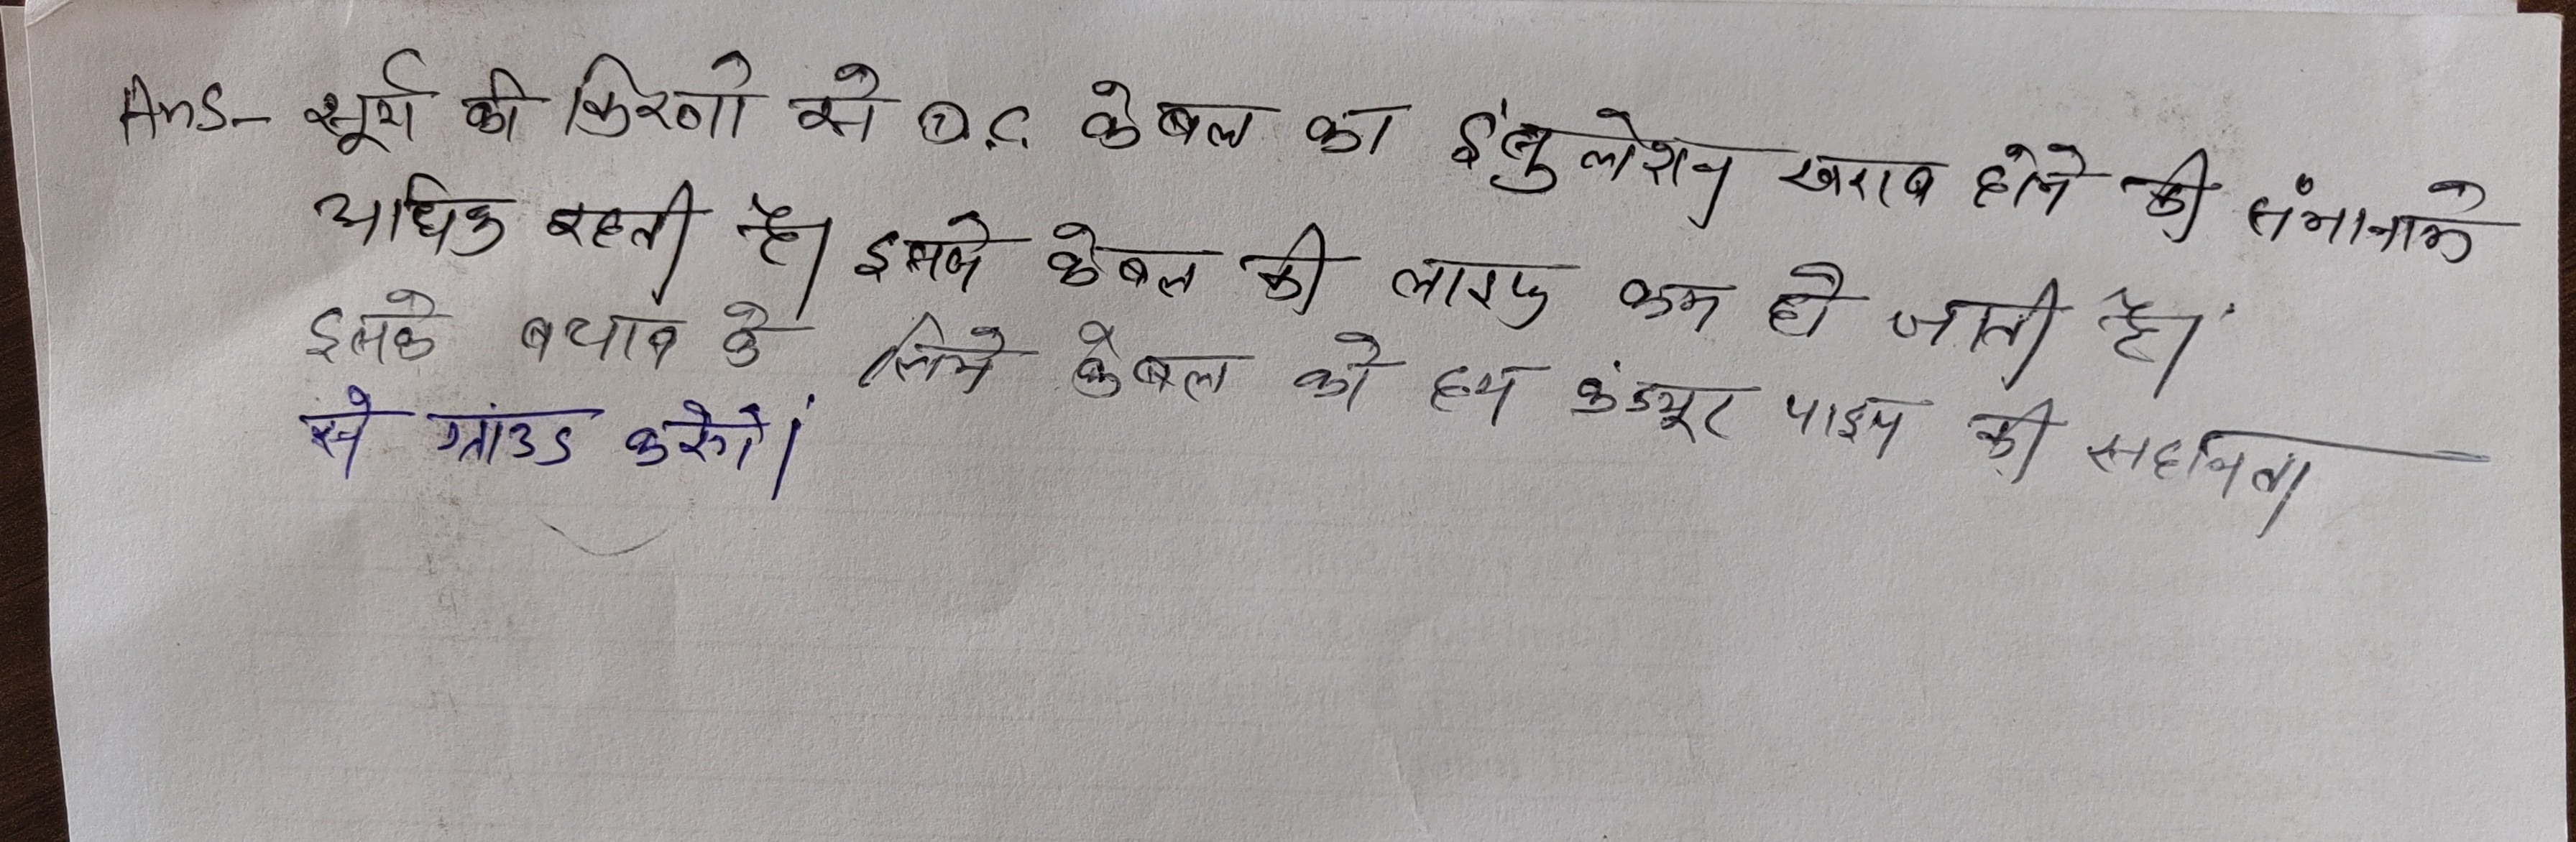 Ans- सूर्य की किरणों से D.C. केबल का इंसुलेशन खराब होने की संभावना
अधिक रहती है। इससे केबल की लाइफ कम हो जाती है।
इसके बचाव के लिये केबल को हम कंड्यूट पाइप की सहायता
से ग्राउंड करेंगे।